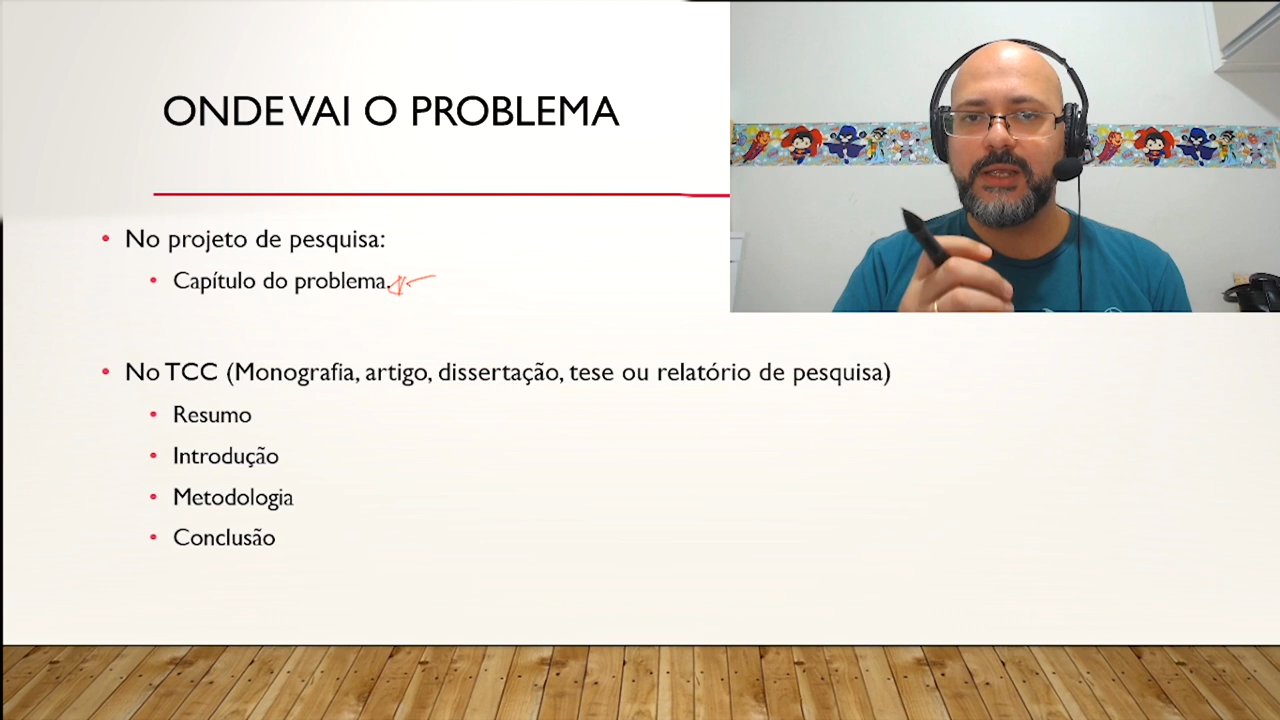 ONDE VAI O PROBLEMA
No projeto de pesquisa:
Capítulo do problema.
No TCC (Monografia, artigo, dissertação, tese ou relatório de pesquisa)
Resumo
Introdução
Metodologia
Conclusão